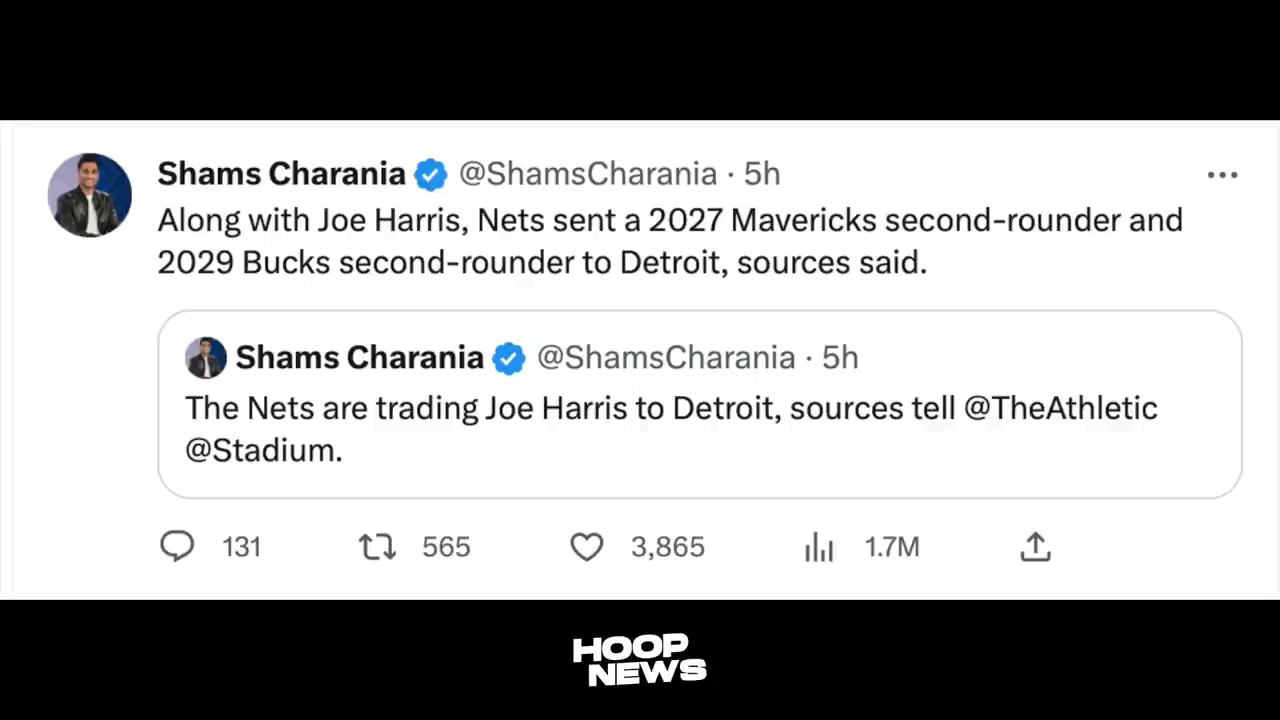 Shams Charania @ShamsCharania · 5h
Along with Joe Harris, Nets sent a 2027 Mavericks second-rounder and
2029 Bucks second-rounder to Detroit, sources said.
Shams Charania @ShamsCharania · 5h
The Nets are trading Joe Harris to Detroit, sources tell @TheAthletic
@Stadium.
131 565 3,865 1.7M
HOOP
NEWS